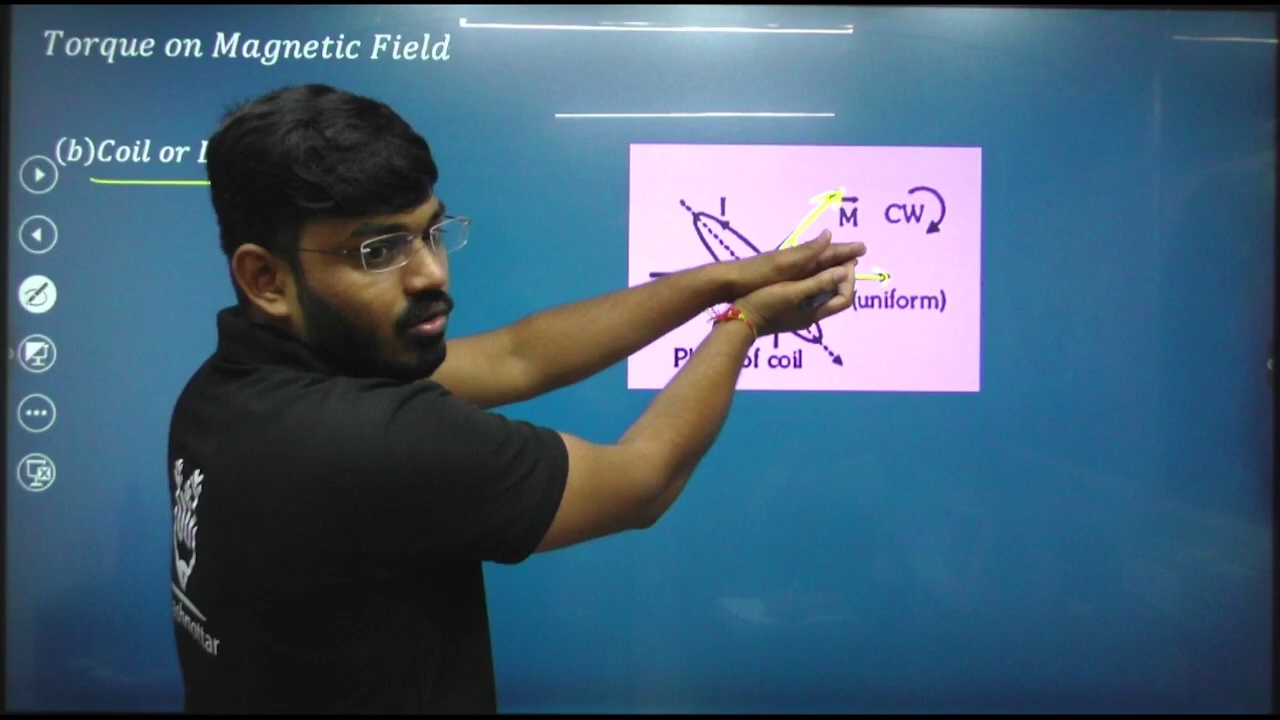 Torque on Magnetic Field
(b)Coil or
I
M CW
(uniform)
of coil